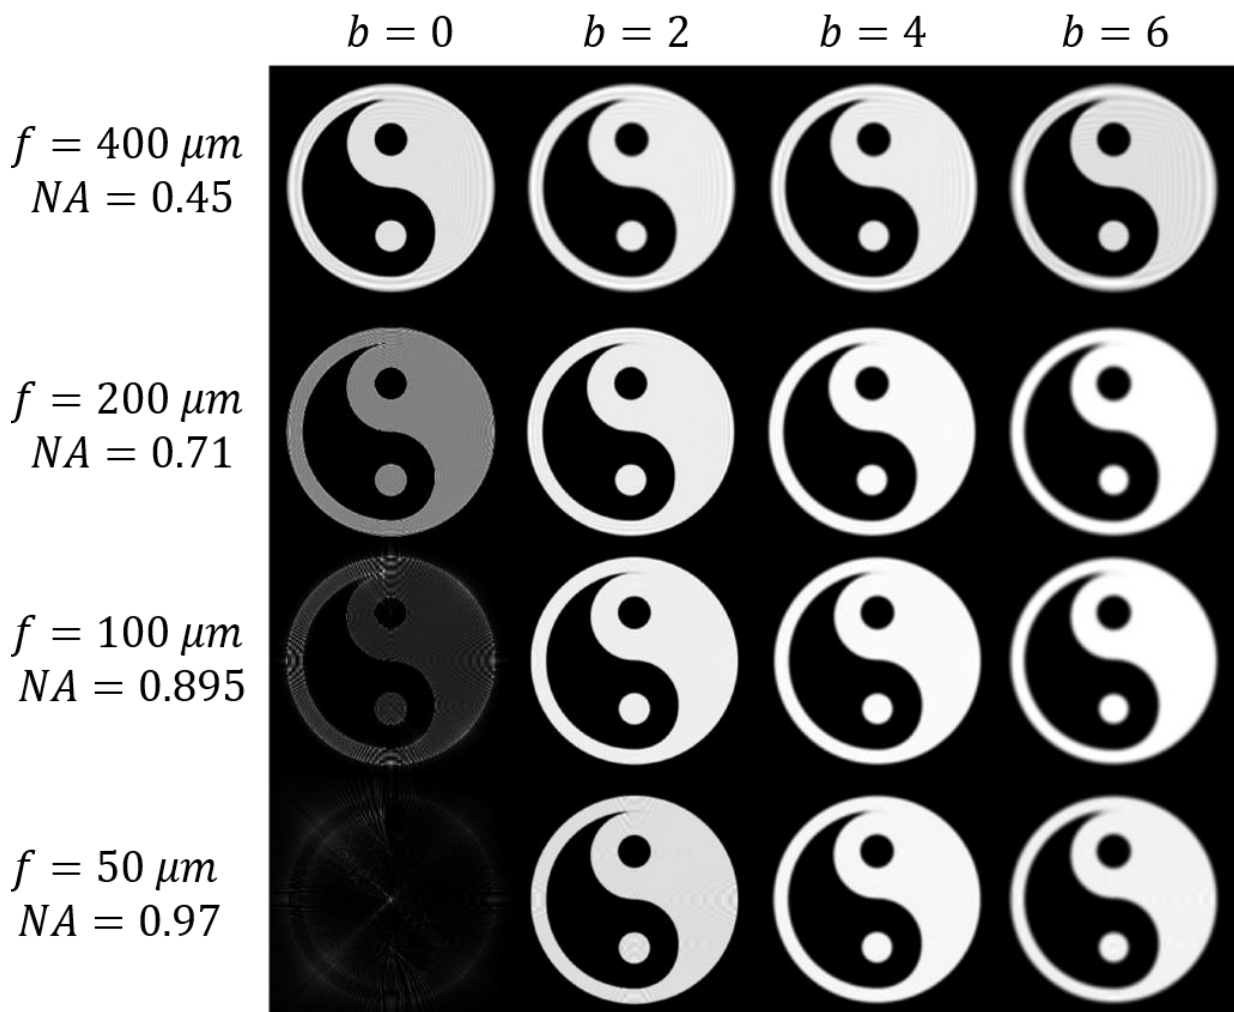 b = 0 b = 2 b = 4 b = 6
f = 400 μm
NA = 0.45
f = 200 μm
NA = 0.71
f = 100 μm
NA = 0.895
f = 50 μm
NA = 0.97